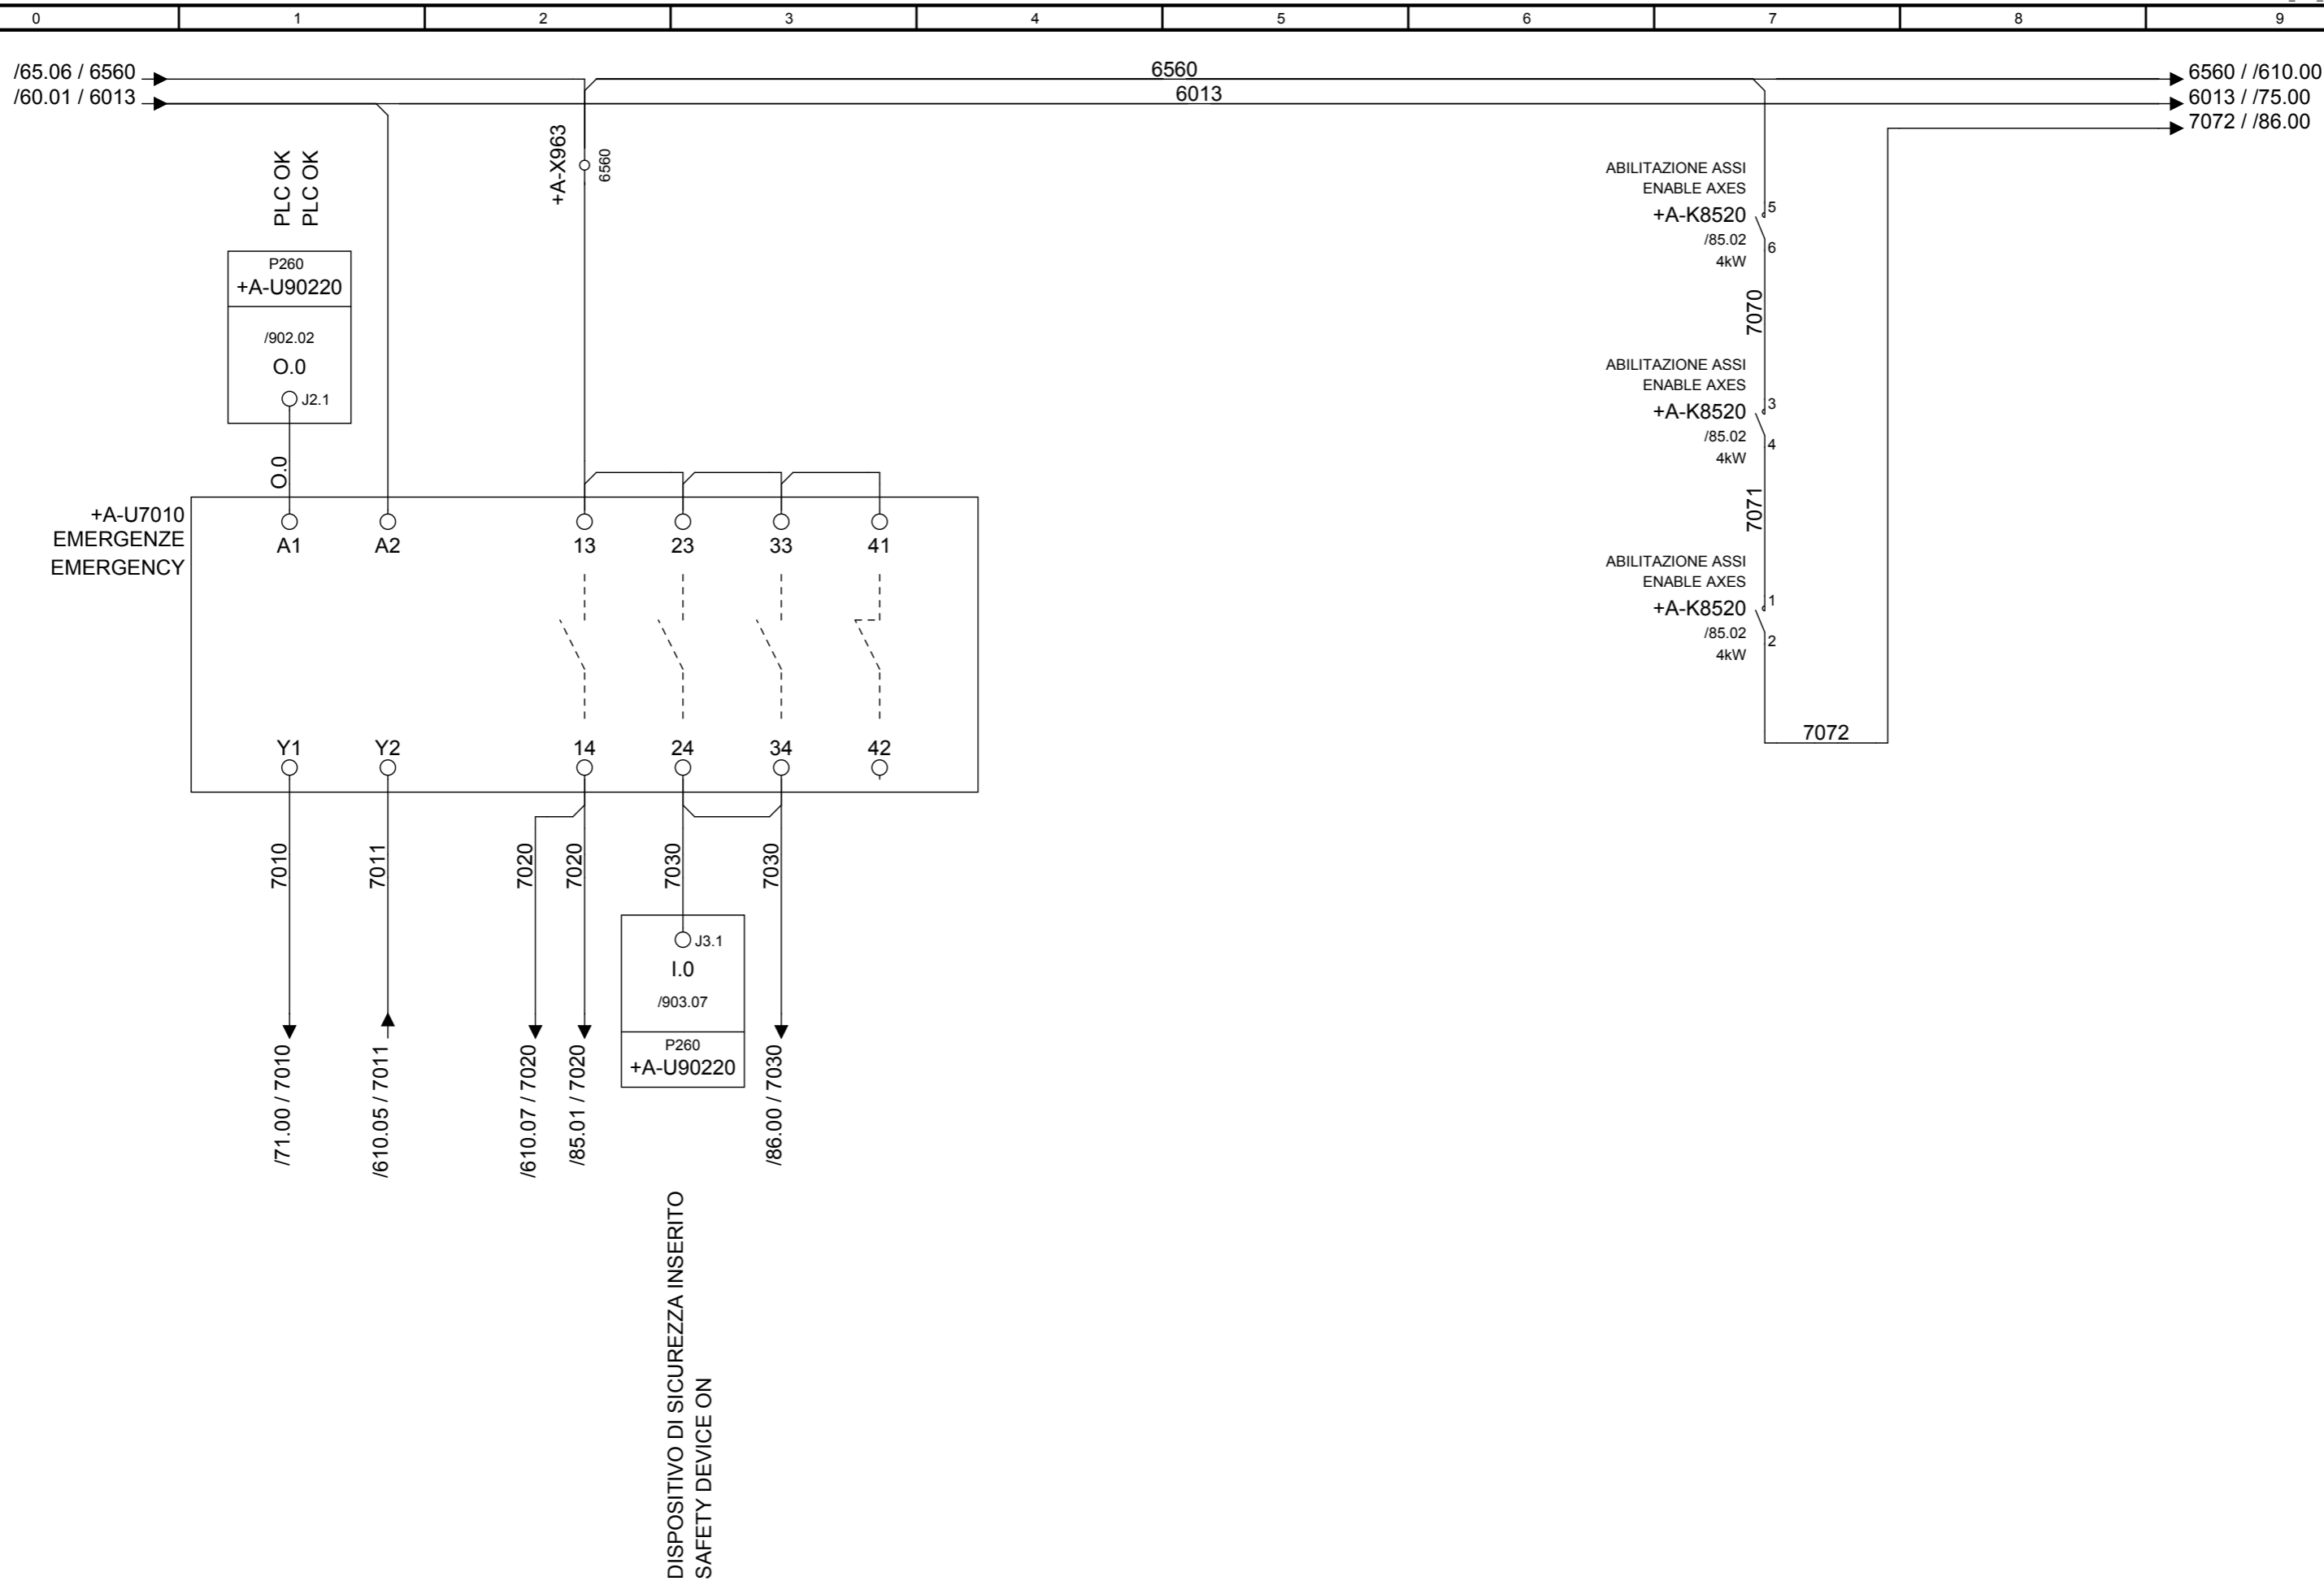 0 1 2 3 4 5 6 7 8 9
/65.06 / 6560
/60.01 / 6013
6560
6013
6560 / /610.00
6013 / /75.00
7072 / /86.00
PLC OK
PLC OK
+A-X963
6560
P260
+A-U90220
/902.02
O.0
J2.1
O.0
ABILITAZIONE ASSI
ENABLE AXES
+A-K8520
/85.02
4kW
5
6
7070
ABILITAZIONE ASSI
ENABLE AXES
+A-K8520
/85.02
4kW
3
4
7071
ABILITAZIONE ASSI
ENABLE AXES
+A-K8520
/85.02
4kW
1
2
7072
+A-U7010
EMERGENZE
EMERGENCY
A1 A2 13 23 33 41
Y1 Y2 14 24 34 42
7010
7011
7020
7020
7030
7030
J3.1
I.0
/903.07
P260
+A-U90220
/71.00 / 7010
/610.05 / 7011
/610.07 / 7020
/85.01 / 7020
/86.00 / 7030
DISPOSITIVO DI SICUREZZA INSERITO
SAFETY DEVICE ON